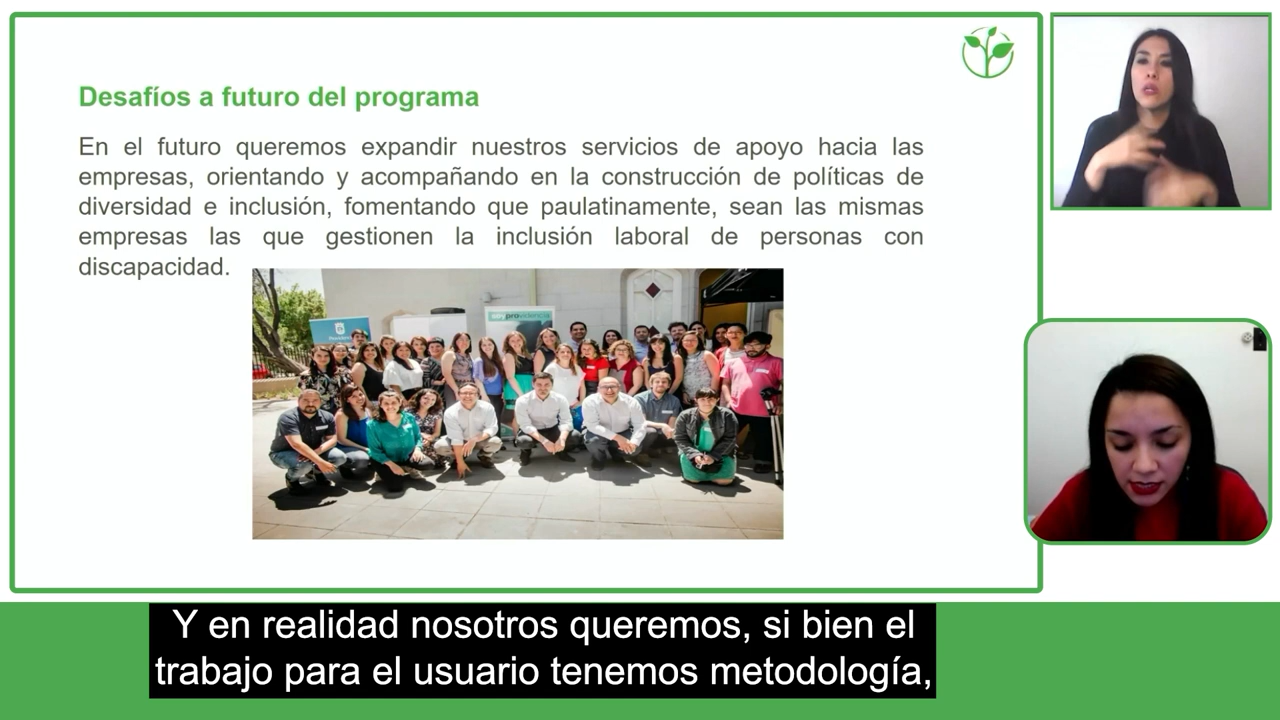 Desafíos a futuro del programa
En el futuro queremos expandir nuestros servicios de apoyo hacia las
empresas, orientando y acompañando en la construcción de políticas de
diversidad e inclusión, fomentando que paulatinamente, sean las mismas
empresas las que gestionen la inclusión laboral de personas con
discapacidad.
soyprovidencia
Y en realidad nosotros queremos, si bien el
trabajo para el usuario tenemos metodología,